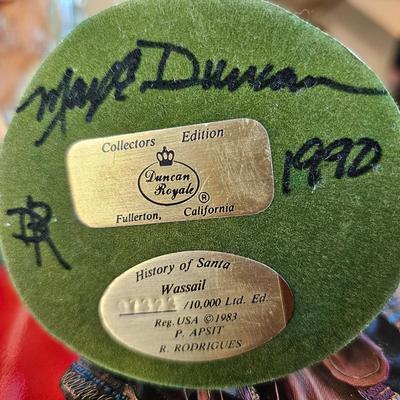 Duncan
1990
Collectors Edition
Duncan
Royale ®
Fullerton, California
DR
History of Santa
Wassail
/10,000 Ltd. Ed.
Reg. USA ©1983
P. APSIT
R. RODRIGUES